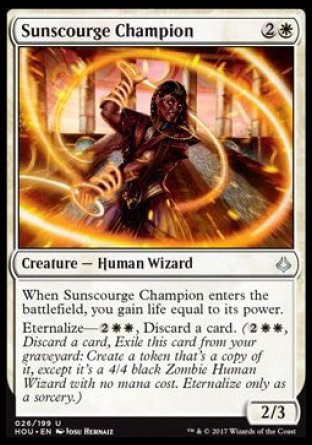 Sunscourge Champion 2
Creature — Human Wizard
When Sunscourge Champion enters the
battlefield, you gain life equal to its power.
Eternalize—2, Discard a card. (2,
Discard a card, Exile this card from your
graveyard: Create a token that's a copy of
it, except it's a 4/4 black Zombie Human
Wizard with no mana cost. Eternalize only as
a sorcery.)
2/3
026/199 U
HOU • EN Josu Hernaiz ™ & © 2017 Wizards of the Coast